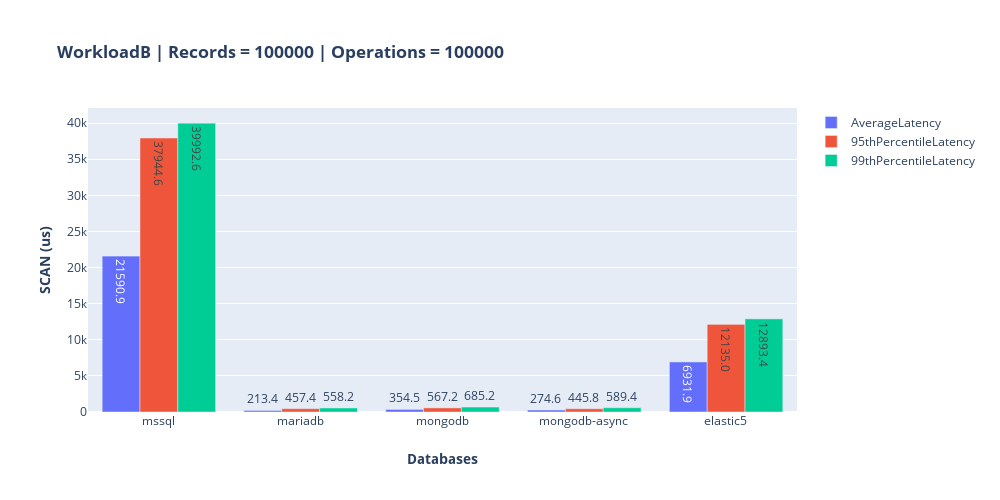 WorkloadB | Records = 100000 | Operations = 100000
AverageLatency
95thPercentileLatency
99thPercentileLatency
SCAN (us)
40k
35k
30k
25k
20k
15k
10k
5k
0
21590.9
37944.6
39992.6
213.4
457.4
558.2
354.5
567.2
685.2
274.6
445.8
589.4
6931.9
12135.0
12893.4
mssql
mariadb
mongodb
mongodb-async
elastic5
Databases